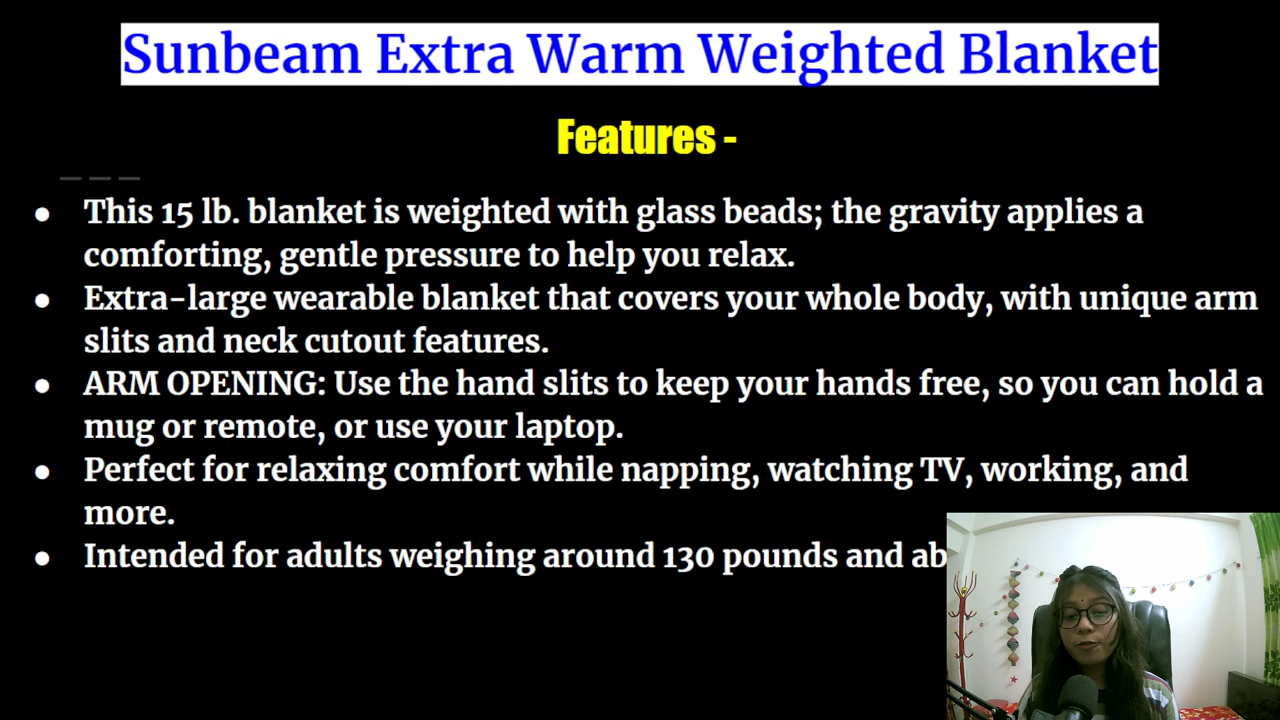 Sunbeam Extra Warm Weighted Blanket
Features -
● This 15 lb. blanket is weighted with glass beads; the gravity applies a
comforting, gentle pressure to help you relax.
● Extra-large wearable blanket that covers your whole body, with unique arm
slits and neck cutout features.
● ARM OPENING: Use the hand slits to keep your hands free, so you can hold a
mug or remote, or use your laptop.
● Perfect for relaxing comfort while napping, watching TV, working, and
more.
● Intended for adults weighing around 130 pounds and